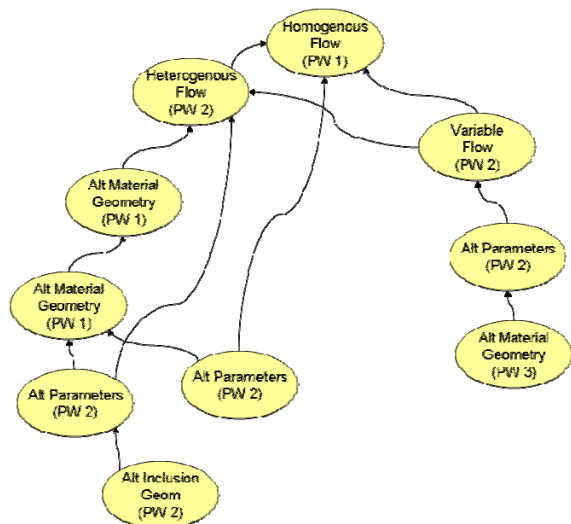 Homogenous
Flow
(PW 1)
Heterogenous
Flow
(PW 2)
Variable
Flow
(PW 2)
Alt Material
Geometry
(PW 1)
Alt Parameters
(PW 2)
Alt Material
Geometry
(PW 1)
Alt Material
Geometry
(PW 3)
Alt Parameters
(PW 2)
Alt Parameters
(PW 2)
Alt Inclusion
Geom
(PW 2)